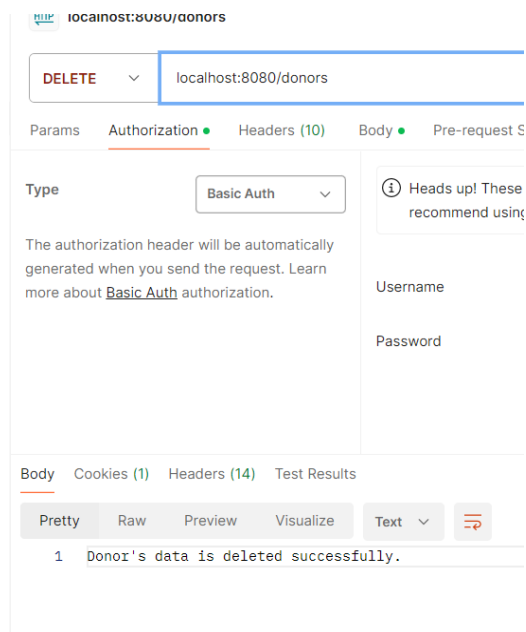 HTTP localhost:8080/donors
DELETE localhost:8080/donors
Params Authorization Headers (10) Body Pre-request S
Type Basic Auth
Heads up! These
recommend using
The authorization header will be automatically
generated when you send the request. Learn
more about Basic Auth authorization.
Username
Password
Body Cookies (1) Headers (14) Test Results
Pretty Raw Preview Visualize Text
1 Donor's data is deleted successfully.